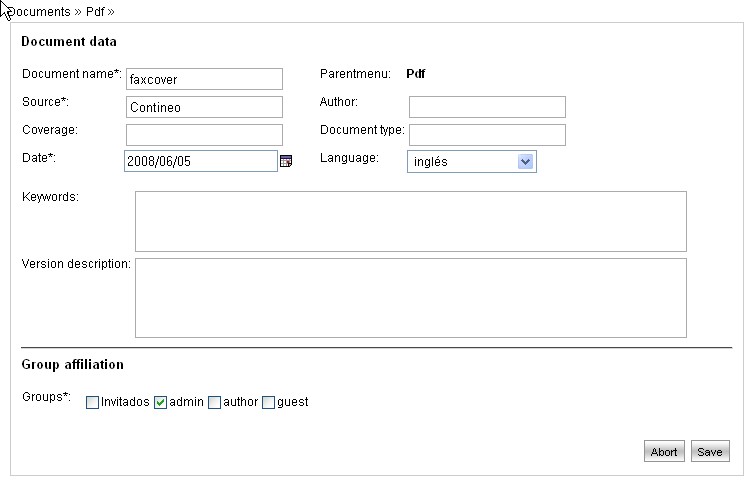 Documents » Pdf »
Document data
Document name*: faxcover Parentmenu: Pdf
Source*: Contineo Author:
Coverage: Document type:
Date*: 2008/06/05 Language: inglés
Keywords:
Version description:
Group affiliation
Groups*: Invitados admin author guest
Abort Save